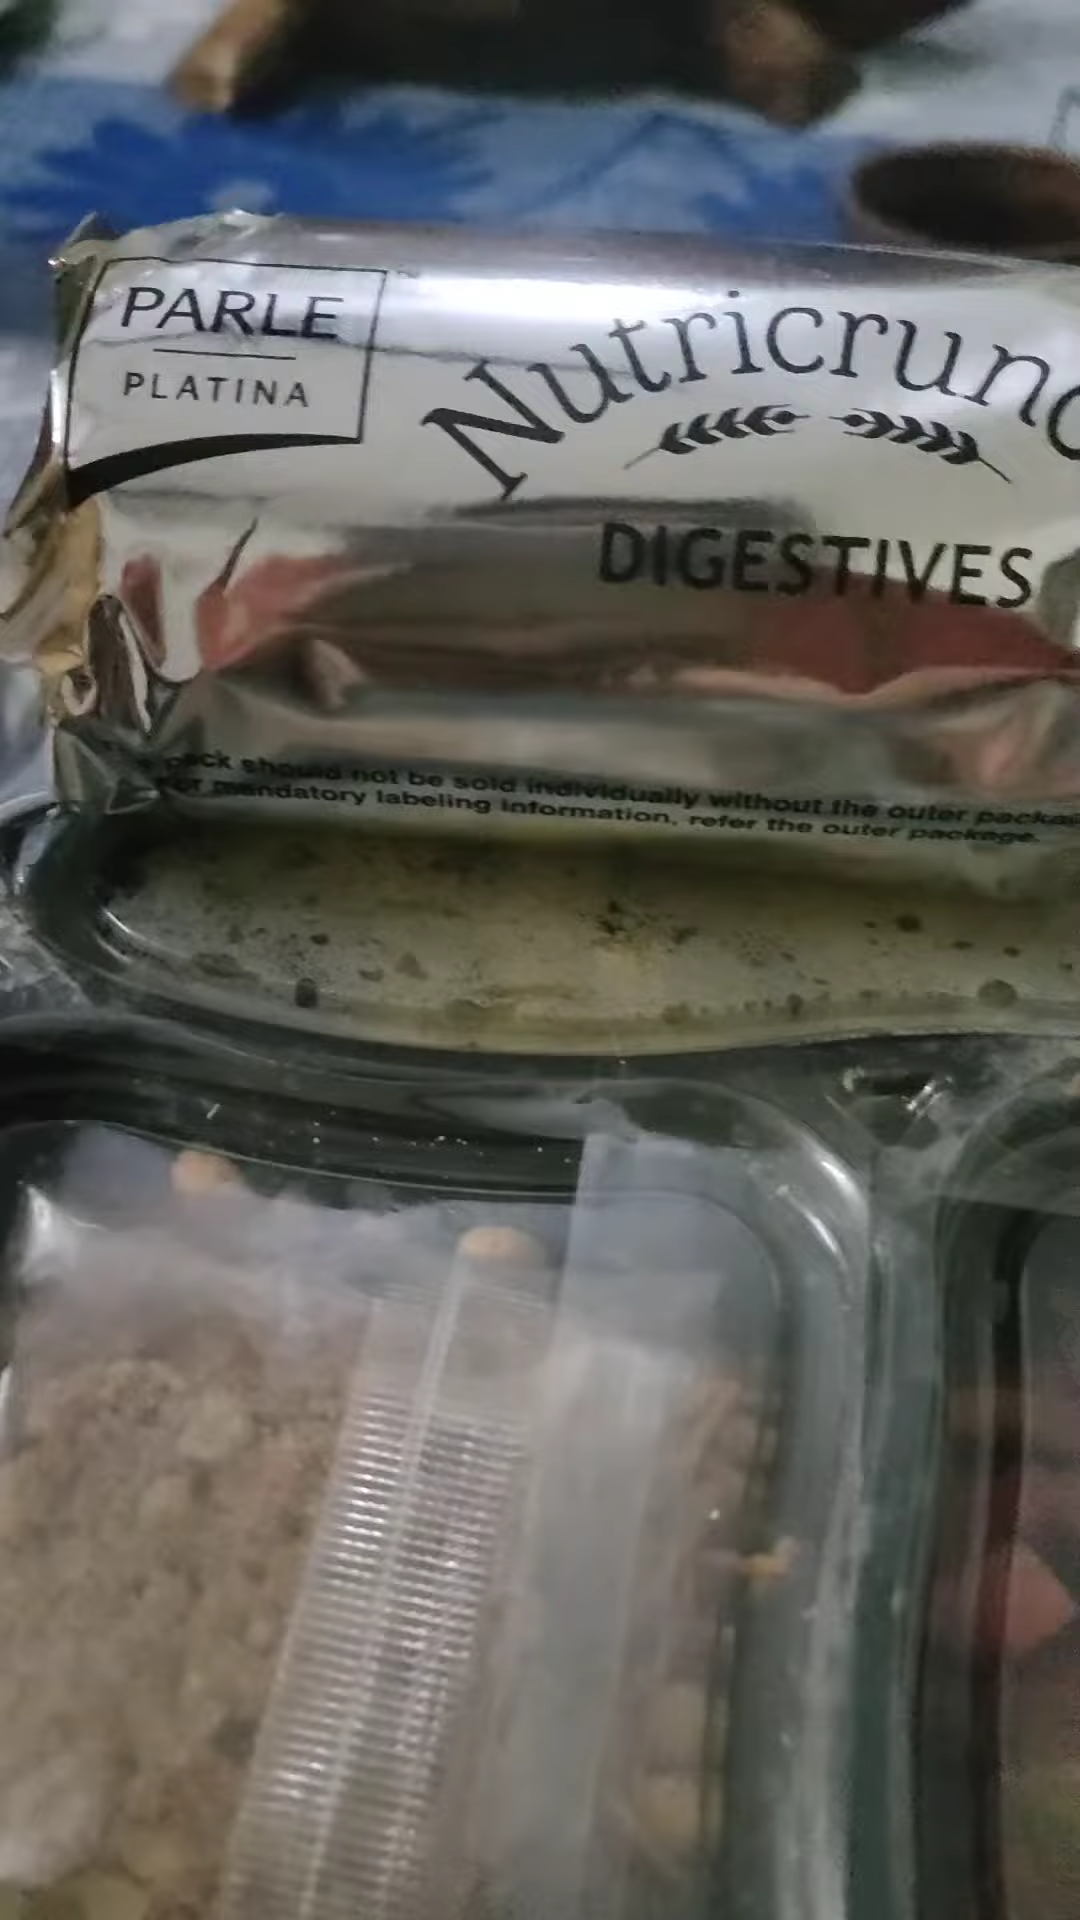 PARLE
PLATINA
Nutricrunc
DIGESTIVES
pack should not be sold individually without the outer packa
For mandatory labeling information, refer the outer package.